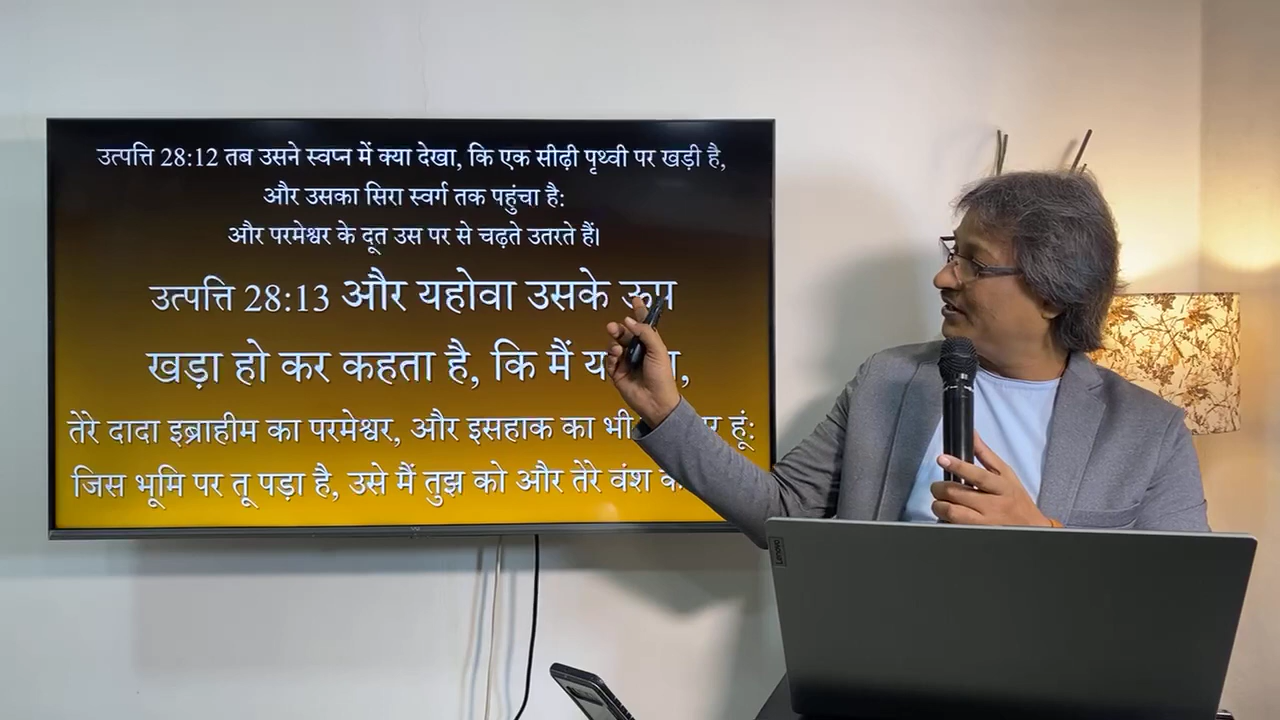 उत्पत्ति 28:12 तब उसने स्वप्न में क्या देखा, कि एक सीढ़ी पृथ्वी पर खड़ी है,
और उसका सिरा स्वर्ग तक पहुंचा है:
और परमेश्वर के दूत उस पर से चढ़ते उतरते हैं।
उत्पत्ति 28:13 और यहोवा उसके
खड़ा हो कर कहता है, कि मैं
तेरे दादा इब्राहीम का परमेश्वर, और इसहाक का भी हूं:
जिस भूमि पर तू पड़ा है, उसे मैं तुझ को और तेरे वंश
Lenovo